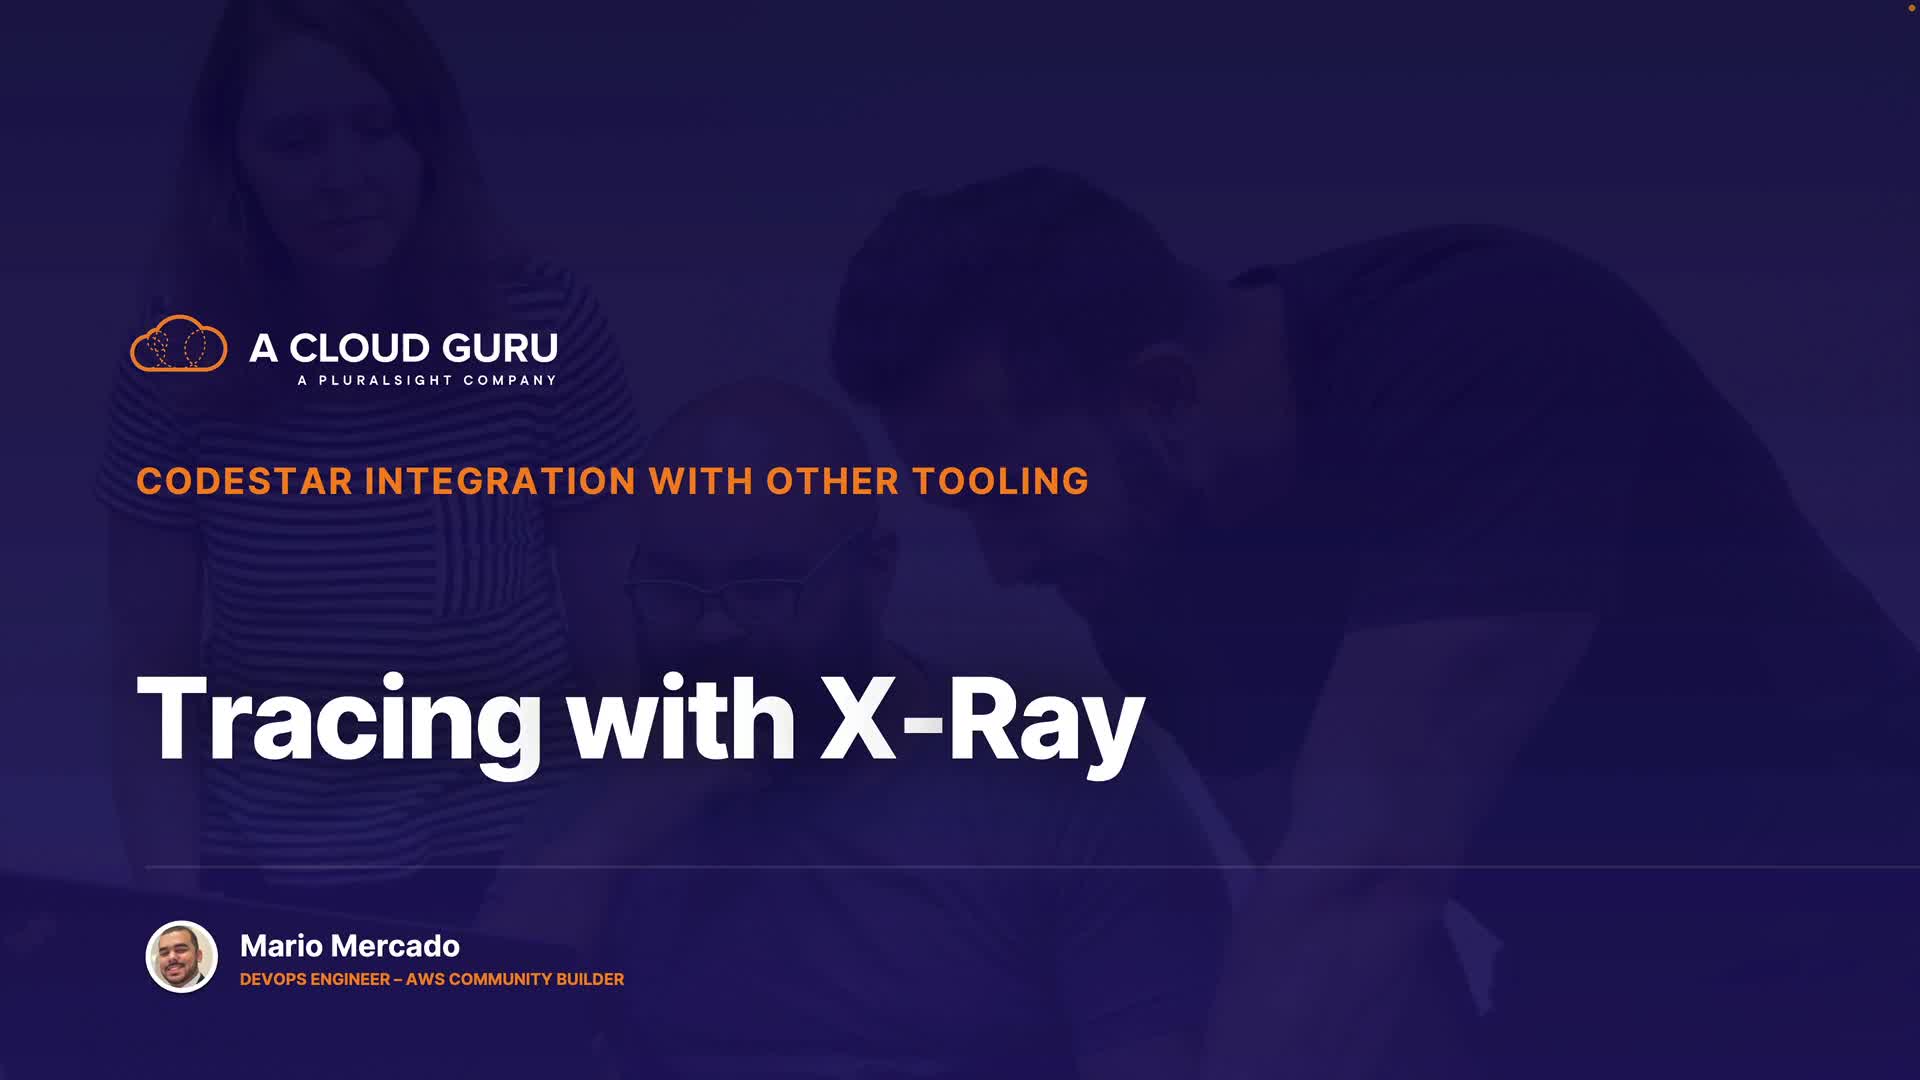 A CLOUD GURU
A PLURALSIGHT COMPANY
CODESTAR INTEGRATION WITH OTHER TOOLING
Tracing with X-Ray
Mario Mercado
DEVOPS ENGINEER – AWS COMMUNITY BUILDER